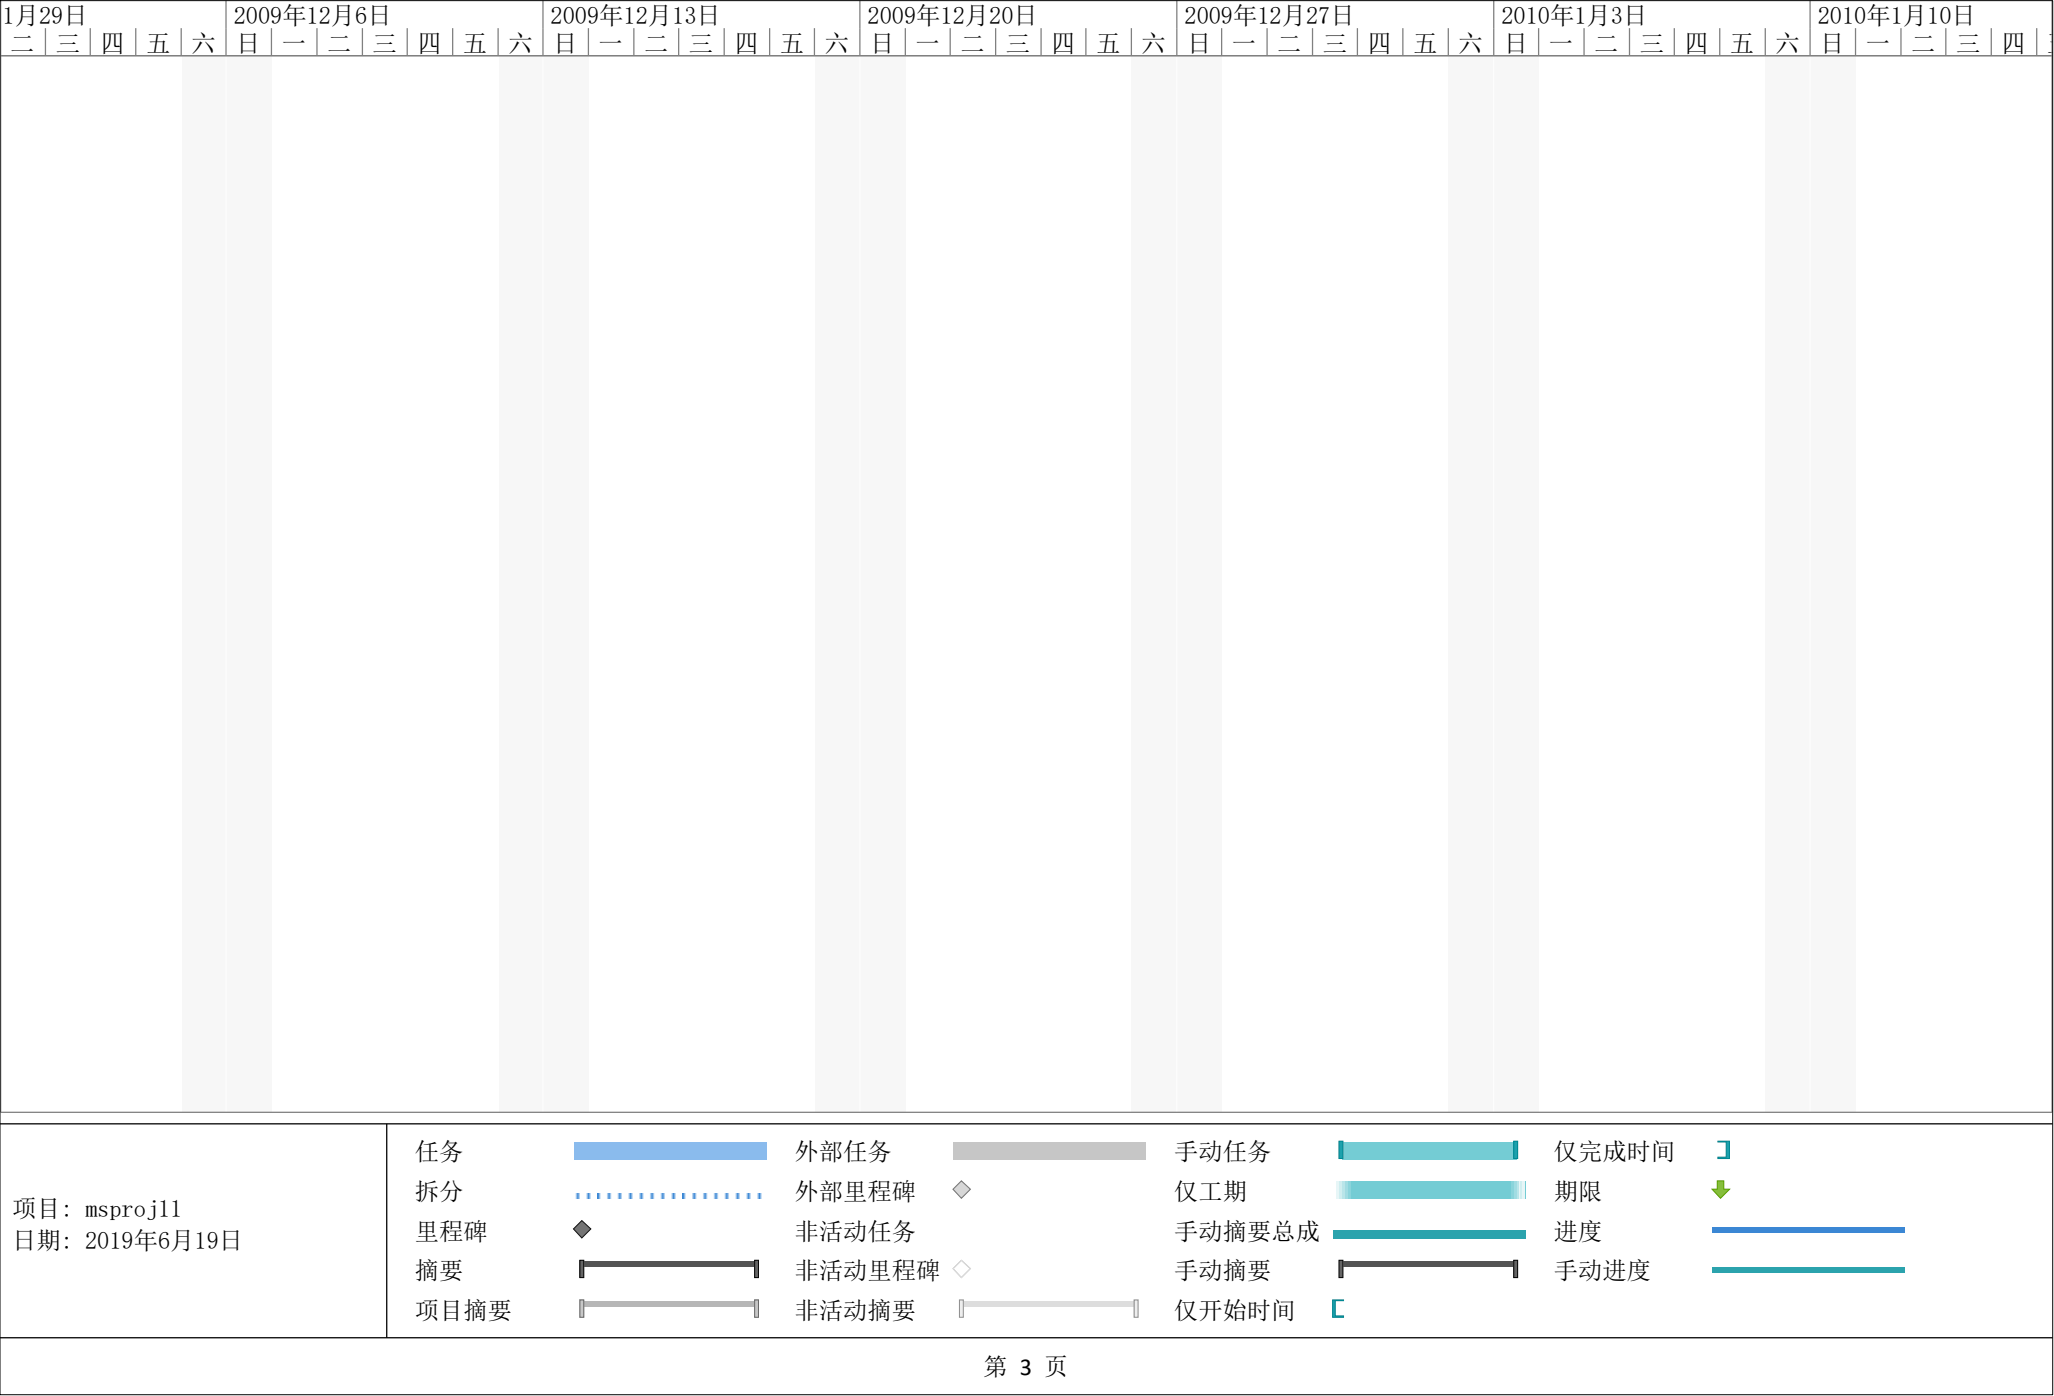 1月29日 2009年12月6日 2009年12月13日 2009年12月20日 2009年12月27日 2010年1月3日 2010年1月10日
二 三 四 五 六 日 一 二 三 四 五 六 日 一 二 三 四 五 六 日 一 二 三 四 五 六 日 一 二 三 四 五 六 日 一 二 三 四 五 六 日 一 二 三 四
项目: msproj11
日期: 2019年6月19日
任务 外部任务 手动任务 仅完成时间
拆分 外部里程碑 仅工期 期限
里程碑 非活动任务 手动摘要总成 进度
摘要 非活动里程碑 手动摘要 手动进度
项目摘要 非活动摘要 仅开始时间
第 3 页